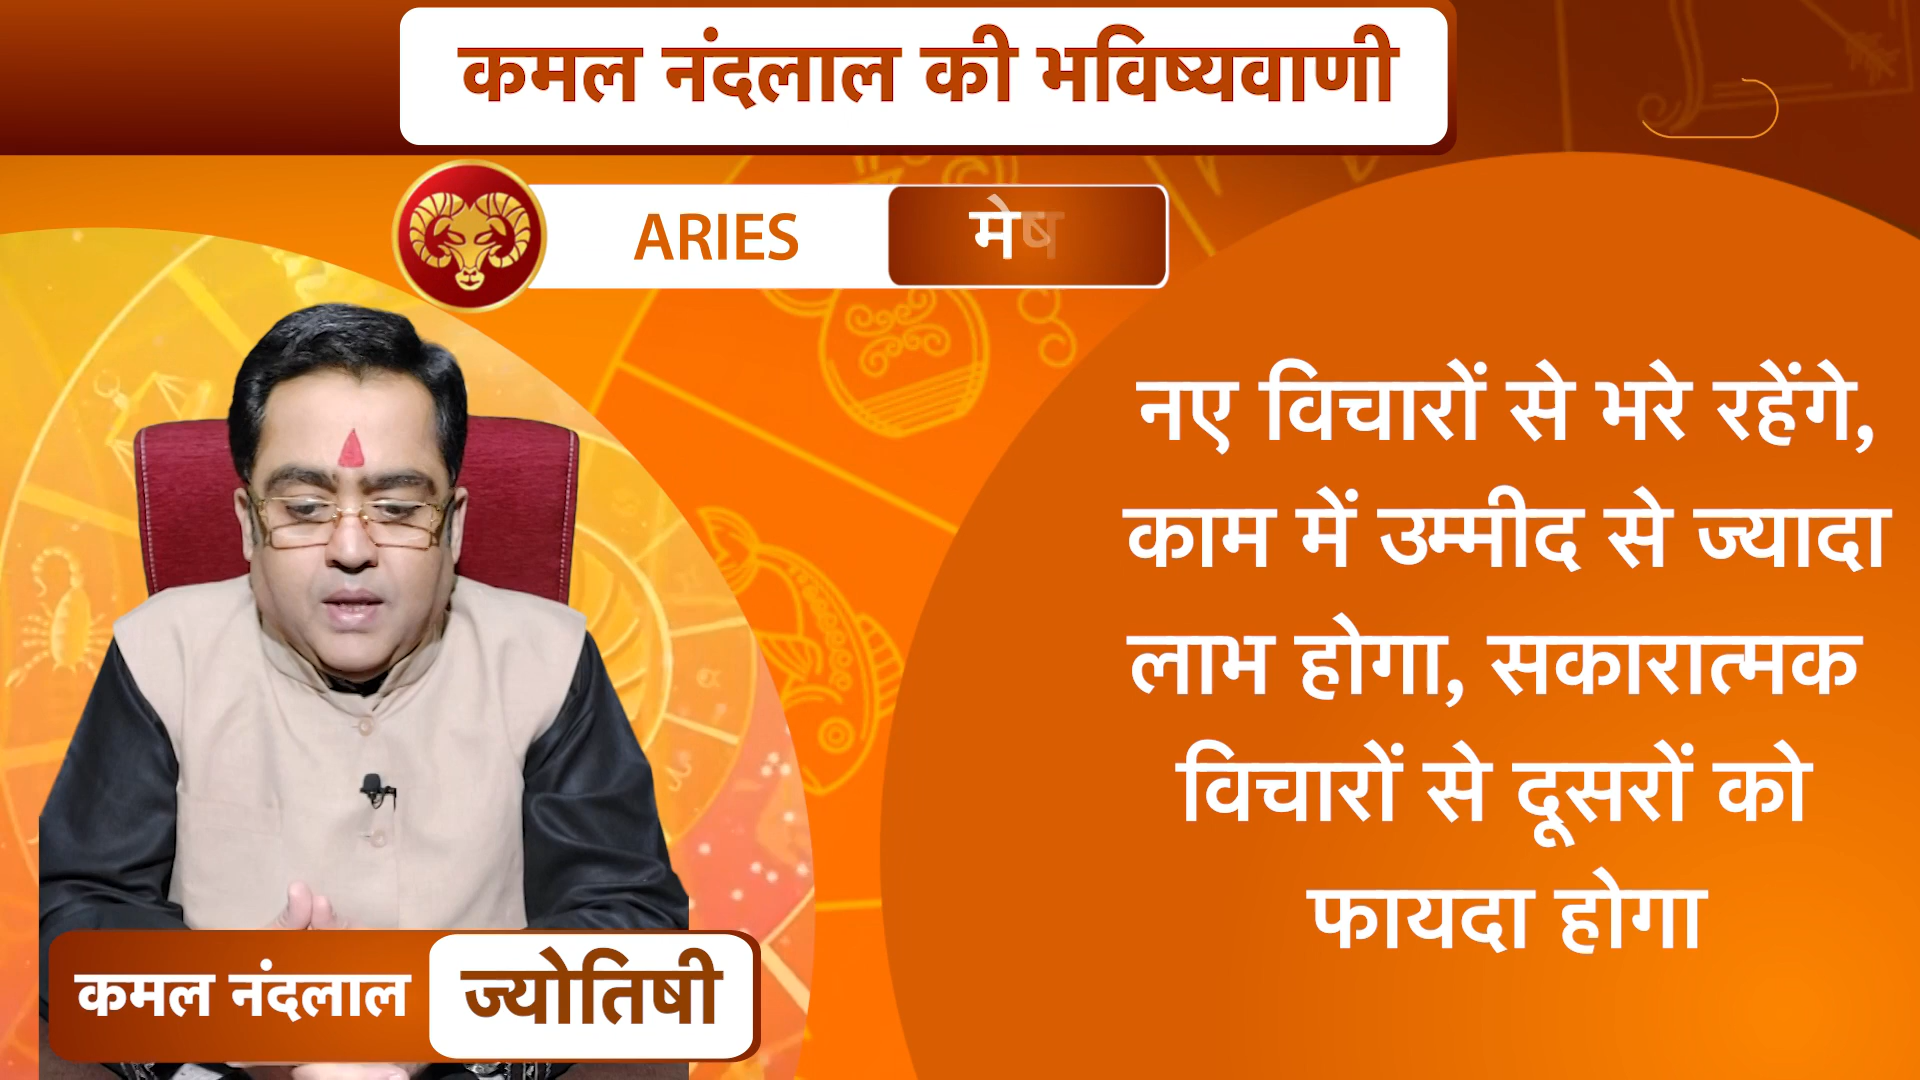 कमल नंदलाल की भविष्यवाणी
ARIES मेष
नए विचारों से भरे रहेंगे,
काम में उम्मीद से ज्यादा
लाभ होगा, सकारात्मक
विचारों से दूसरों को
फायदा होगा
कमल नंदलाल ज्योतिषी